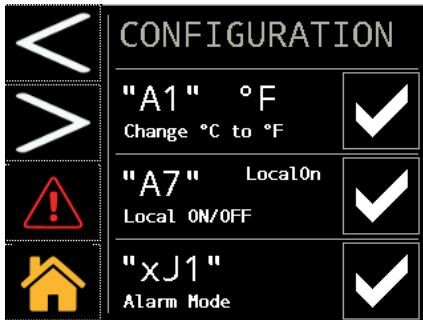 CONFIGURATION
"A1" °F
Change °C to °F
"A7" LocalOn
Local ON/OFF
"xJ1"
Alarm Mode